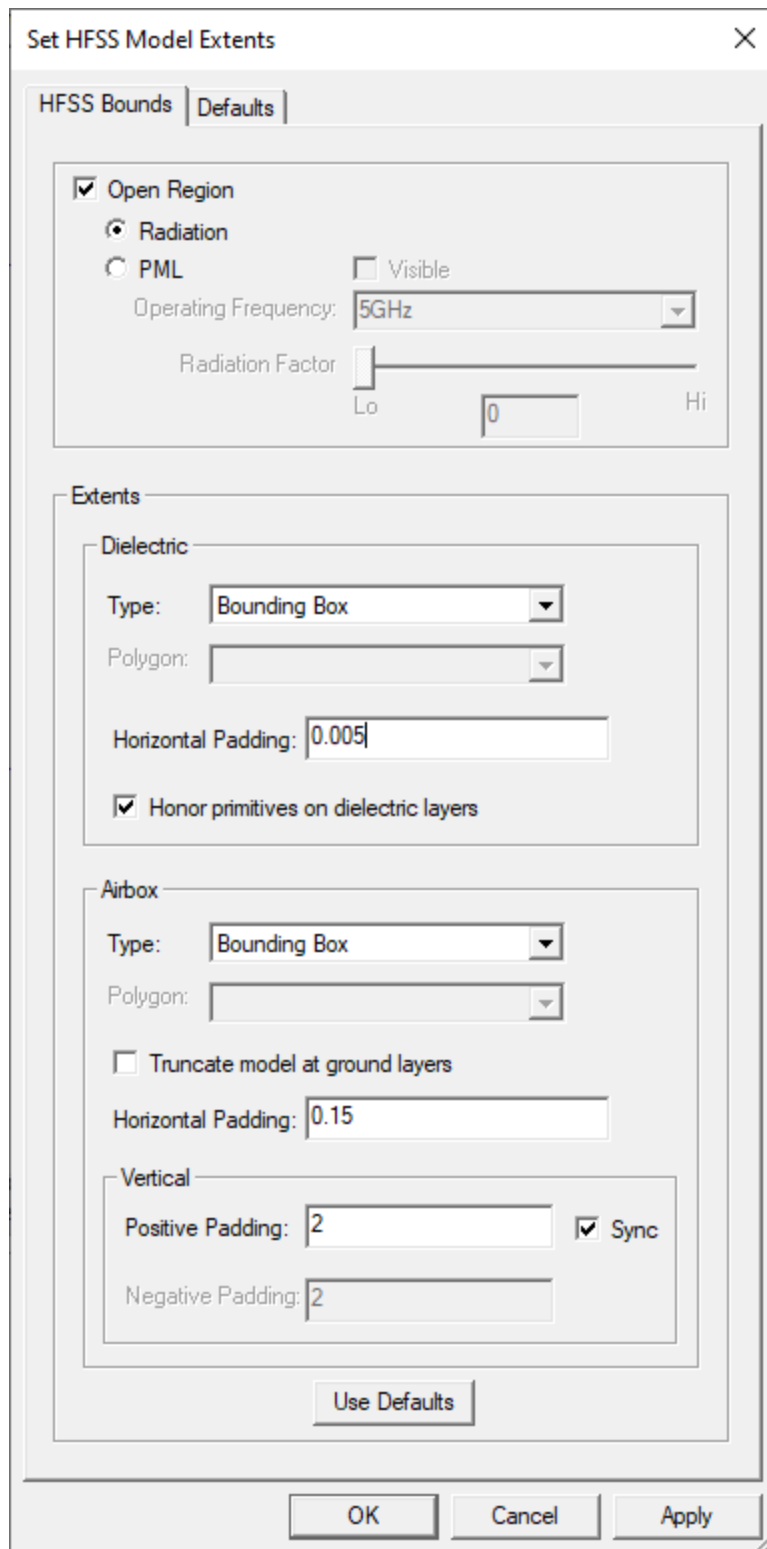 Set HFSS Model Extents
HFSS Bounds Defaults
Open Region
Radiation
PML Visible
Operating Frequency: 5GHz
Radiation Factor
Lo 0 Hi
Extents
Dielectric
Type: Bounding Box
Polygon:
Horizontal Padding: 0.005
Honor primitives on dielectric layers
Airbox
Type: Bounding Box
Polygon:
Truncate model at ground layers
Horizontal Padding: 0.15
Vertical
Positive Padding: 2 Sync
Negative Padding: 2
Use Defaults
OK Cancel Apply